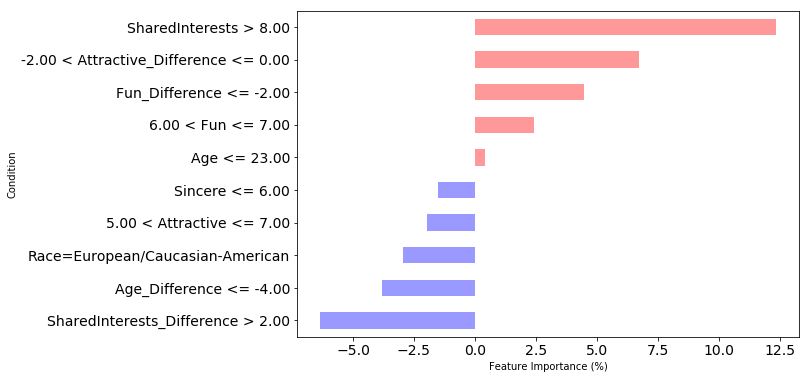 SharedInterests > 8.00
-2.00 < Attractive_Difference <= 0.00
Fun_Difference <= -2.00
6.00 < Fun <= 7.00
Age <= 23.00
Sincere <= 6.00
5.00 < Attractive <= 7.00
Race=European/Caucasian-American
Age_Difference <= -4.00
SharedInterests_Difference > 2.00
Condition
−5.0 −2.5 0.0 2.5 5.0 7.5 10.0 12.5
Feature Importance (%)